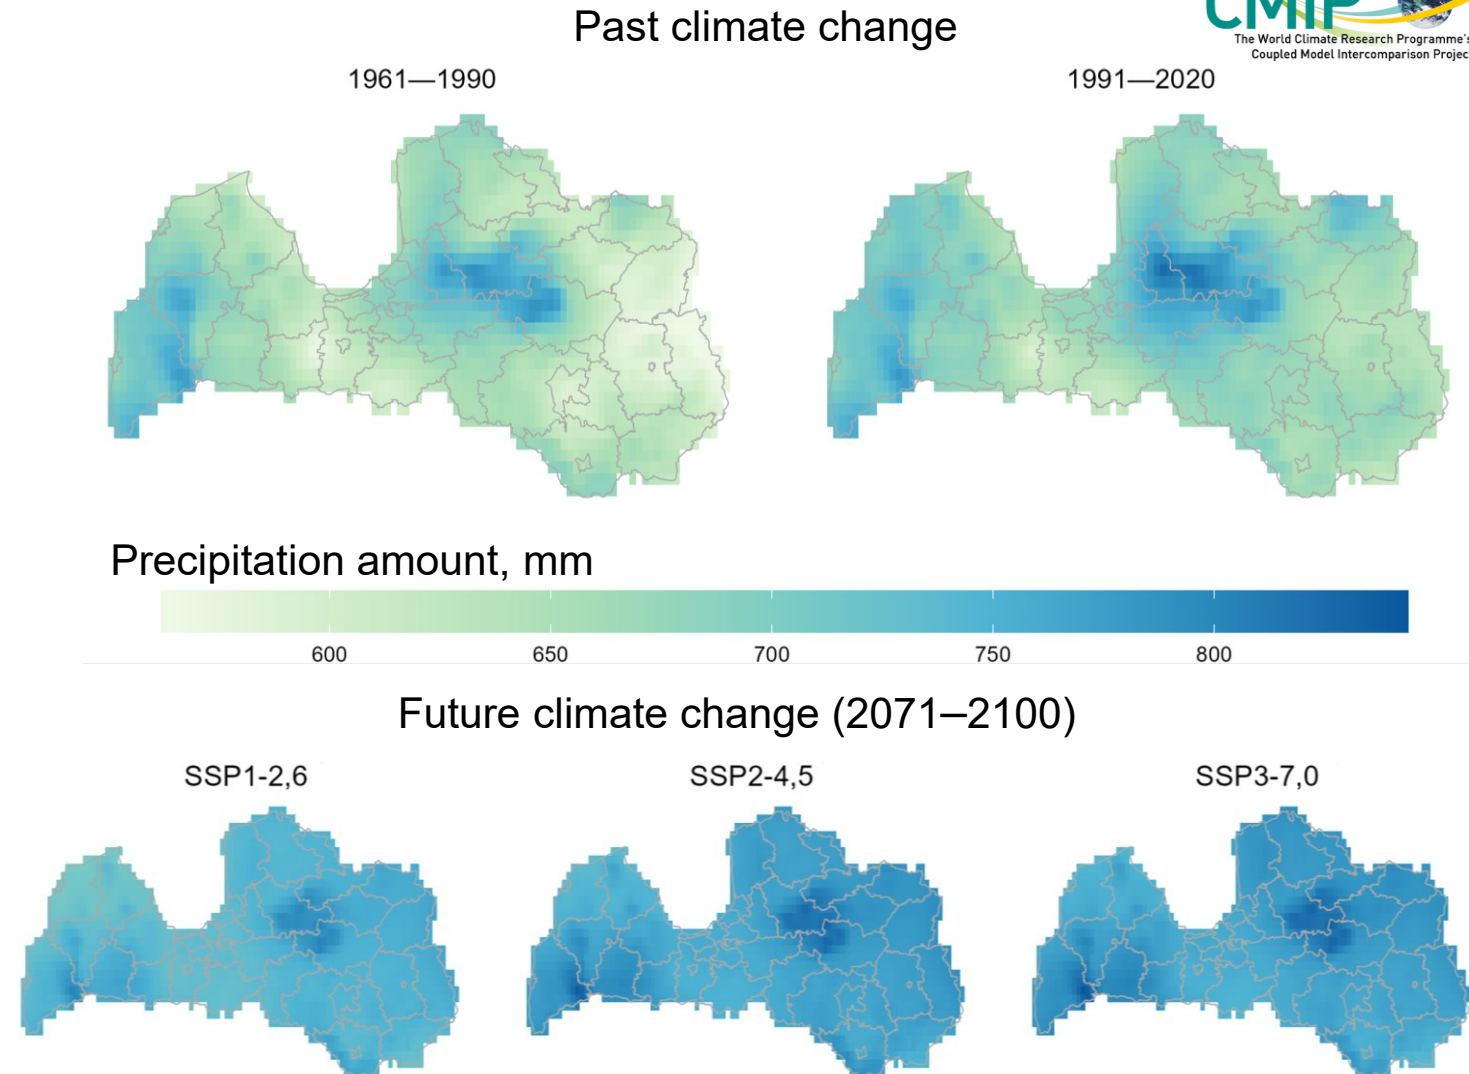 Past climate change
CMIP
The World Climate Research Programme's
Coupled Model Intercomparison Projec
1961—1990
1991—2020
Precipitation amount, mm
600 650 700 750 800
Future climate change (2071–2100)
SSP1-2,6
SSP2-4,5
SSP3-7,0